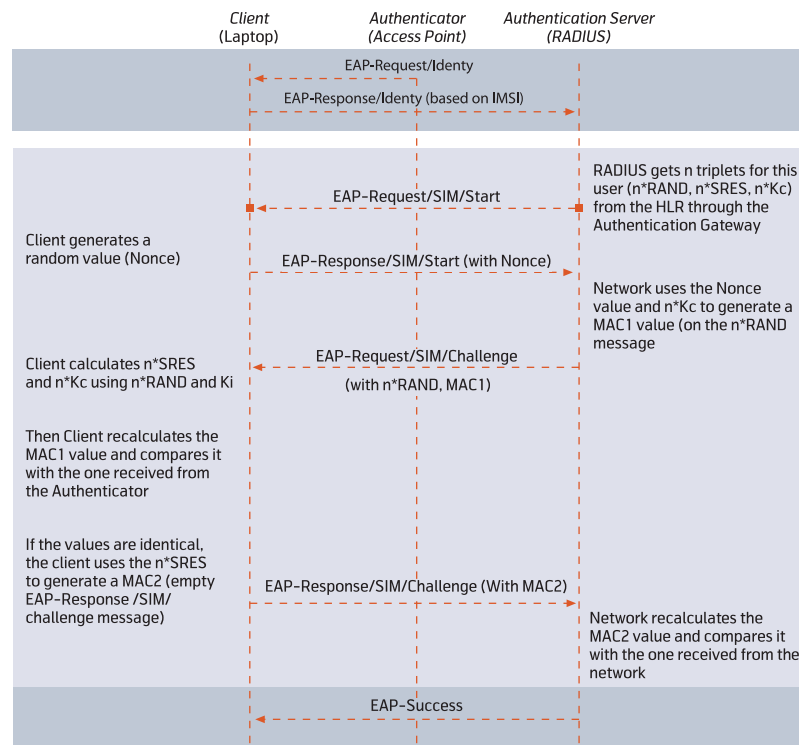 Client
(Laptop)
Authenticator
(Access Point)
Authentication Server
(RADIUS)
EAP-Request/Identy
EAP-Response/Identy (based on IMSI)
RADIUS gets n triplets for this
user (n*RAND, n*SRES, n*Kc)
from the HLR through the
Authentication Gateway
EAP-Request/SIM/Start
Client generates a
random value (Nonce)
EAP-Response/SIM/Start (with Nonce)
Network uses the Nonce
value and n*Kc to generate a
MAC1 value (on the n*RAND
message
EAP-Request/SIM/Challenge
(with n*RAND, MAC1)
Client calculates n*SRES
and n*Kc using n*RAND and Ki
Then Client recalculates the
MAC1 value and compares it
with the one received from
the Authenticator
If the values are identical,
the client uses the n*SRES
to generate a MAC2 (empty
EAP-Response /SIM/
challenge message)
EAP-Response/SIM/Challenge (With MAC2)
Network recalculates the
MAC2 value and compares it
with the one received from the
network
EAP-Success